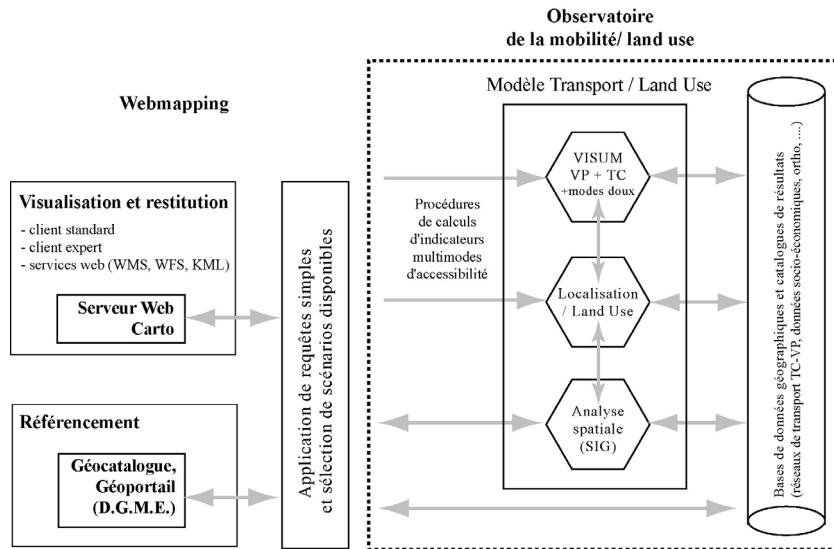 Observatoire
de la mobilité/ land use
Webmapping
Modèle Transport / Land Use
Visualisation et restitution
- client standard
- client expert
- services web (WMS, WFS, KML)
Serveur Web
Carto
Référencement
Géocatalogue,
Géoportail
(D.G.M.E.)
Application de requêtes simples
et sélection de scénarios disponibles
Procédures
de calculs
d'indicateurs
multimodes
d'accessibilité
VISUM
VP + TC
+modes doux
Localisation
/ Land Use
Analyse
spatiale
(SIG)
Bases de données géographiques et catalogues de résultats
(réseaux de transport TC-VP, données socio-économiques, ortho, ....)